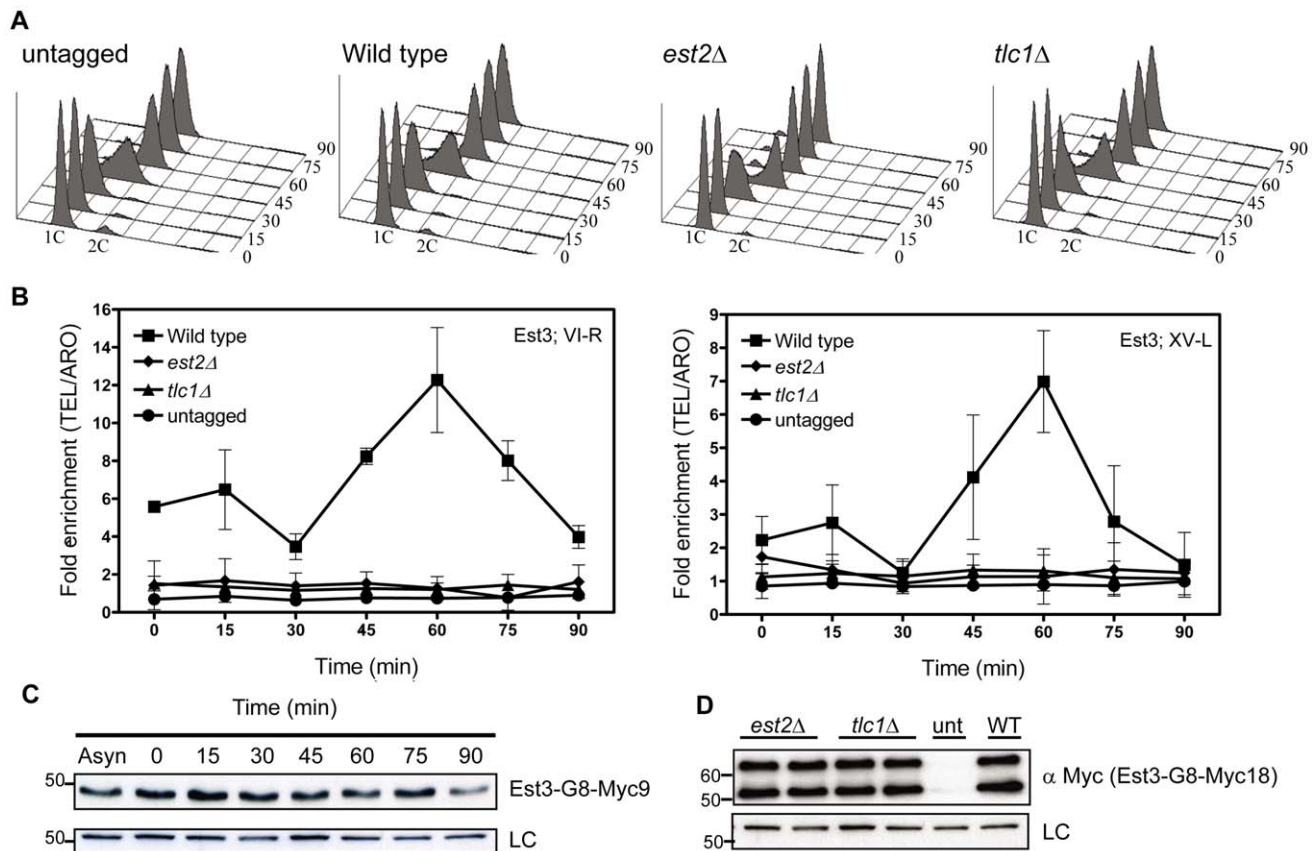 A
untagged
Wild type
est2Δ
tlc1Δ
90
75
60
45
30
15
0
1C
2C
90
75
60
45
30
15
0
1C
2C
90
75
60
45
30
15
0
1C
2C
90
75
60
45
30
15
0
1C
2C
B
Fold enrichment (TEL/ARO)
16
14
12
10
8
6
4
2
0
Wild type
est2Δ
tlc1Δ
untagged
Est3; VI-R
0 15 30 45 60 75 90
Time (min)
Fold enrichment (TEL/ARO)
9
8
7
6
5
4
3
2
1
0
Wild type
est2Δ
tlc1Δ
untagged
Est3; XV-L
0 15 30 45 60 75 90
Time (min)
C
Time (min)
Asyn 0 15 30 45 60 75 90
50
Est3-G8-Myc9
50
LC
D
est2Δ tlc1Δ unt WT
60
50
α Myc (Est3-G8-Myc18)
50
LC